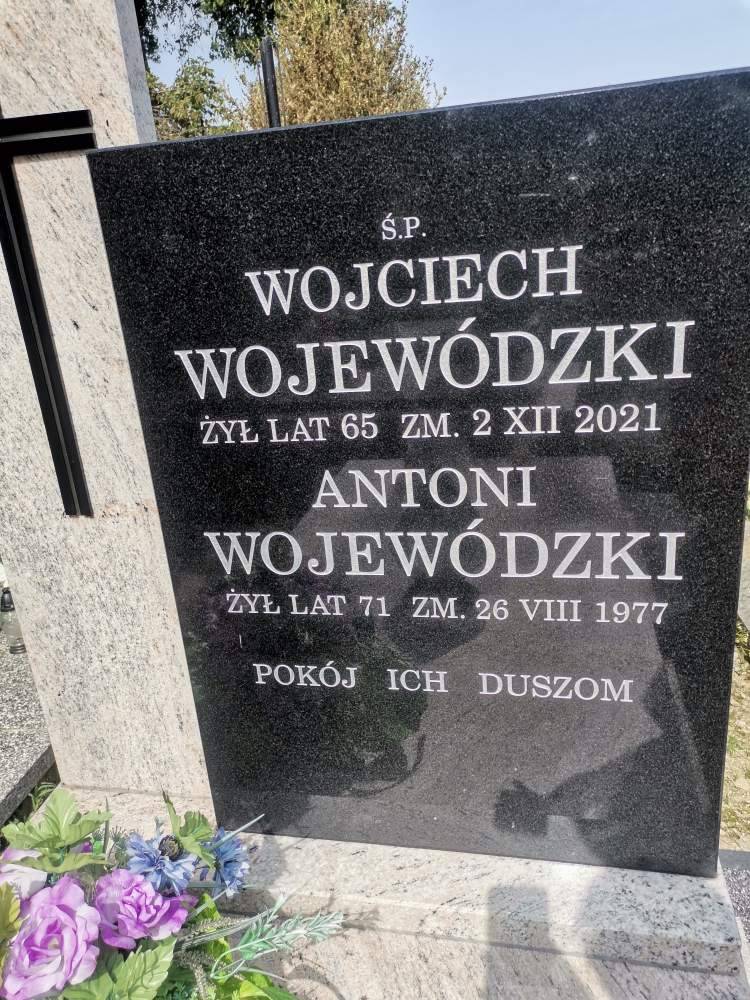 Ś.P.
WOJCIECH
WOJEWÓDZKI
ŻYŁ LAT 65 ZM. 2 XII 2021
ANTONI
WOJEWÓDZKI
ŻYŁ LAT 71 ZM. 26 VIII 1977
POKÓJ ICH DUSZOM